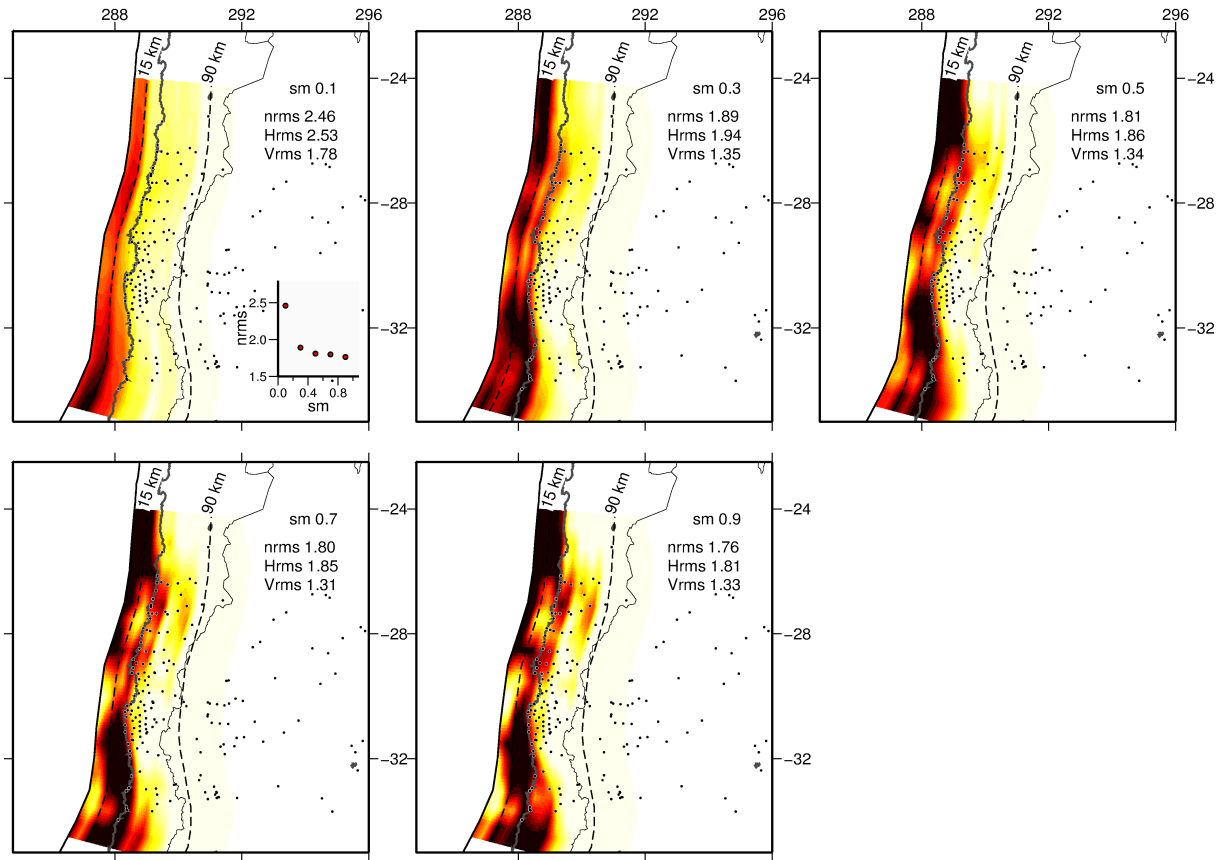 288 292 296
288 292 296
288 292 296
15 km
90 km
sm 0.1
nrms 2.46
Hrms 2.53
Vrms 1.78
2.5
2.0
1.5
nrms
0.0 0.4 0.8
sm
15 km
90 km
sm 0.3
nrms 1.89
Hrms 1.94
Vrms 1.35
−24
−28
−32
15 km
90 km
sm 0.5
nrms 1.81
Hrms 1.86
Vrms 1.34
−24
−28
−32
15 km
90 km
sm 0.7
nrms 1.80
Hrms 1.85
Vrms 1.31
−24
−28
−32
15 km
90 km
sm 0.9
nrms 1.76
Hrms 1.81
Vrms 1.33
−24
−28
−32
288 292 296
288 292 296